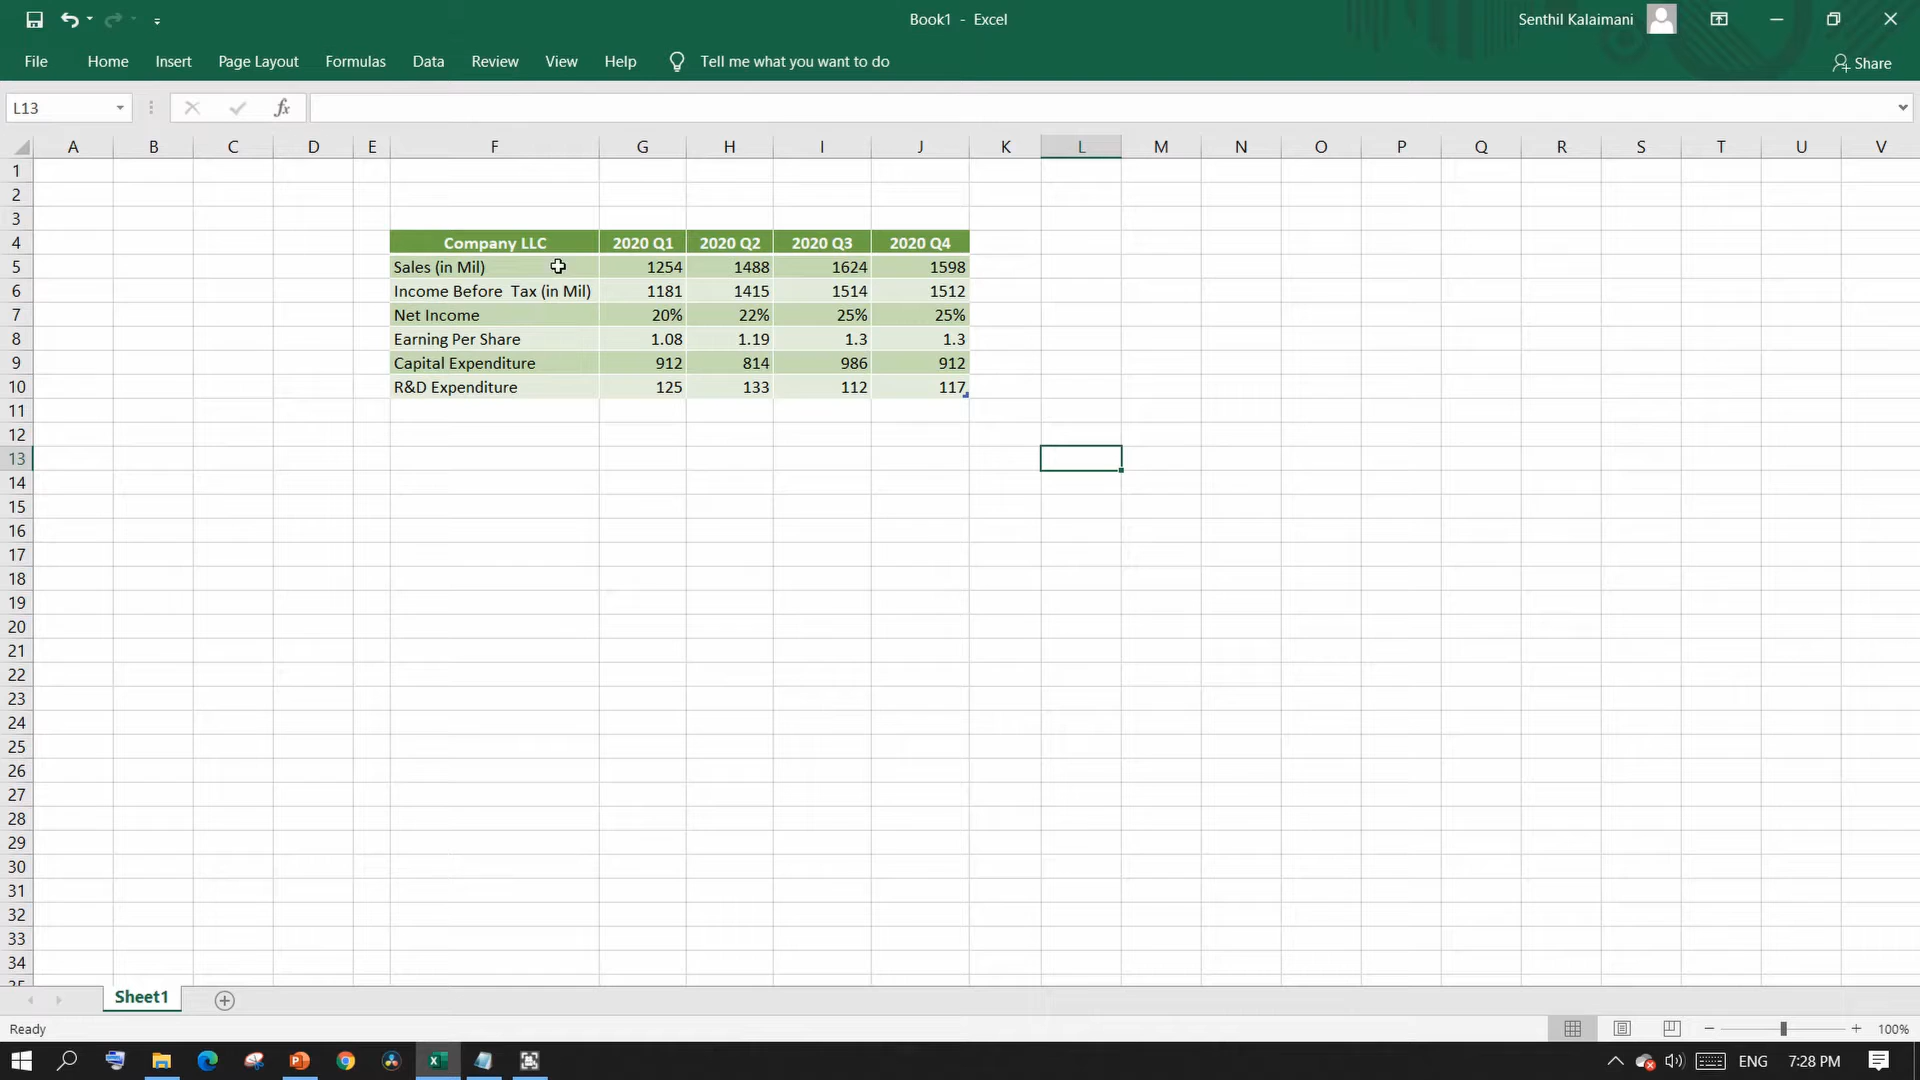 Book1 - Excel
Senthil Kalaimani
File Home Insert Page Layout Formulas Data Review View Help Tell me what you want to do Share
L13 fx
A B C D E F G H I J K L M N O P Q R S T U V
1
2
3
4 Company LLC 2020 Q1 2020 Q2 2020 Q3 2020 Q4
5 Sales (in Mil) 1254 1488 1624 1598
6 Income Before  Tax (in Mil) 1181 1415 1514 1512
7 Net Income 20% 22% 25% 25%
8 Earning Per Share 1.08 1.19 1.3 1.3
9 Capital Expenditure 912 814 986 912
10 R&D Expenditure 125 133 112 117
11
12
13
14
15
16
17
18
19
20
21
22
23
24
25
26
27
28
29
30
31
32
33
34
35
Sheet1
Ready 100%
ENG 7:28 PM